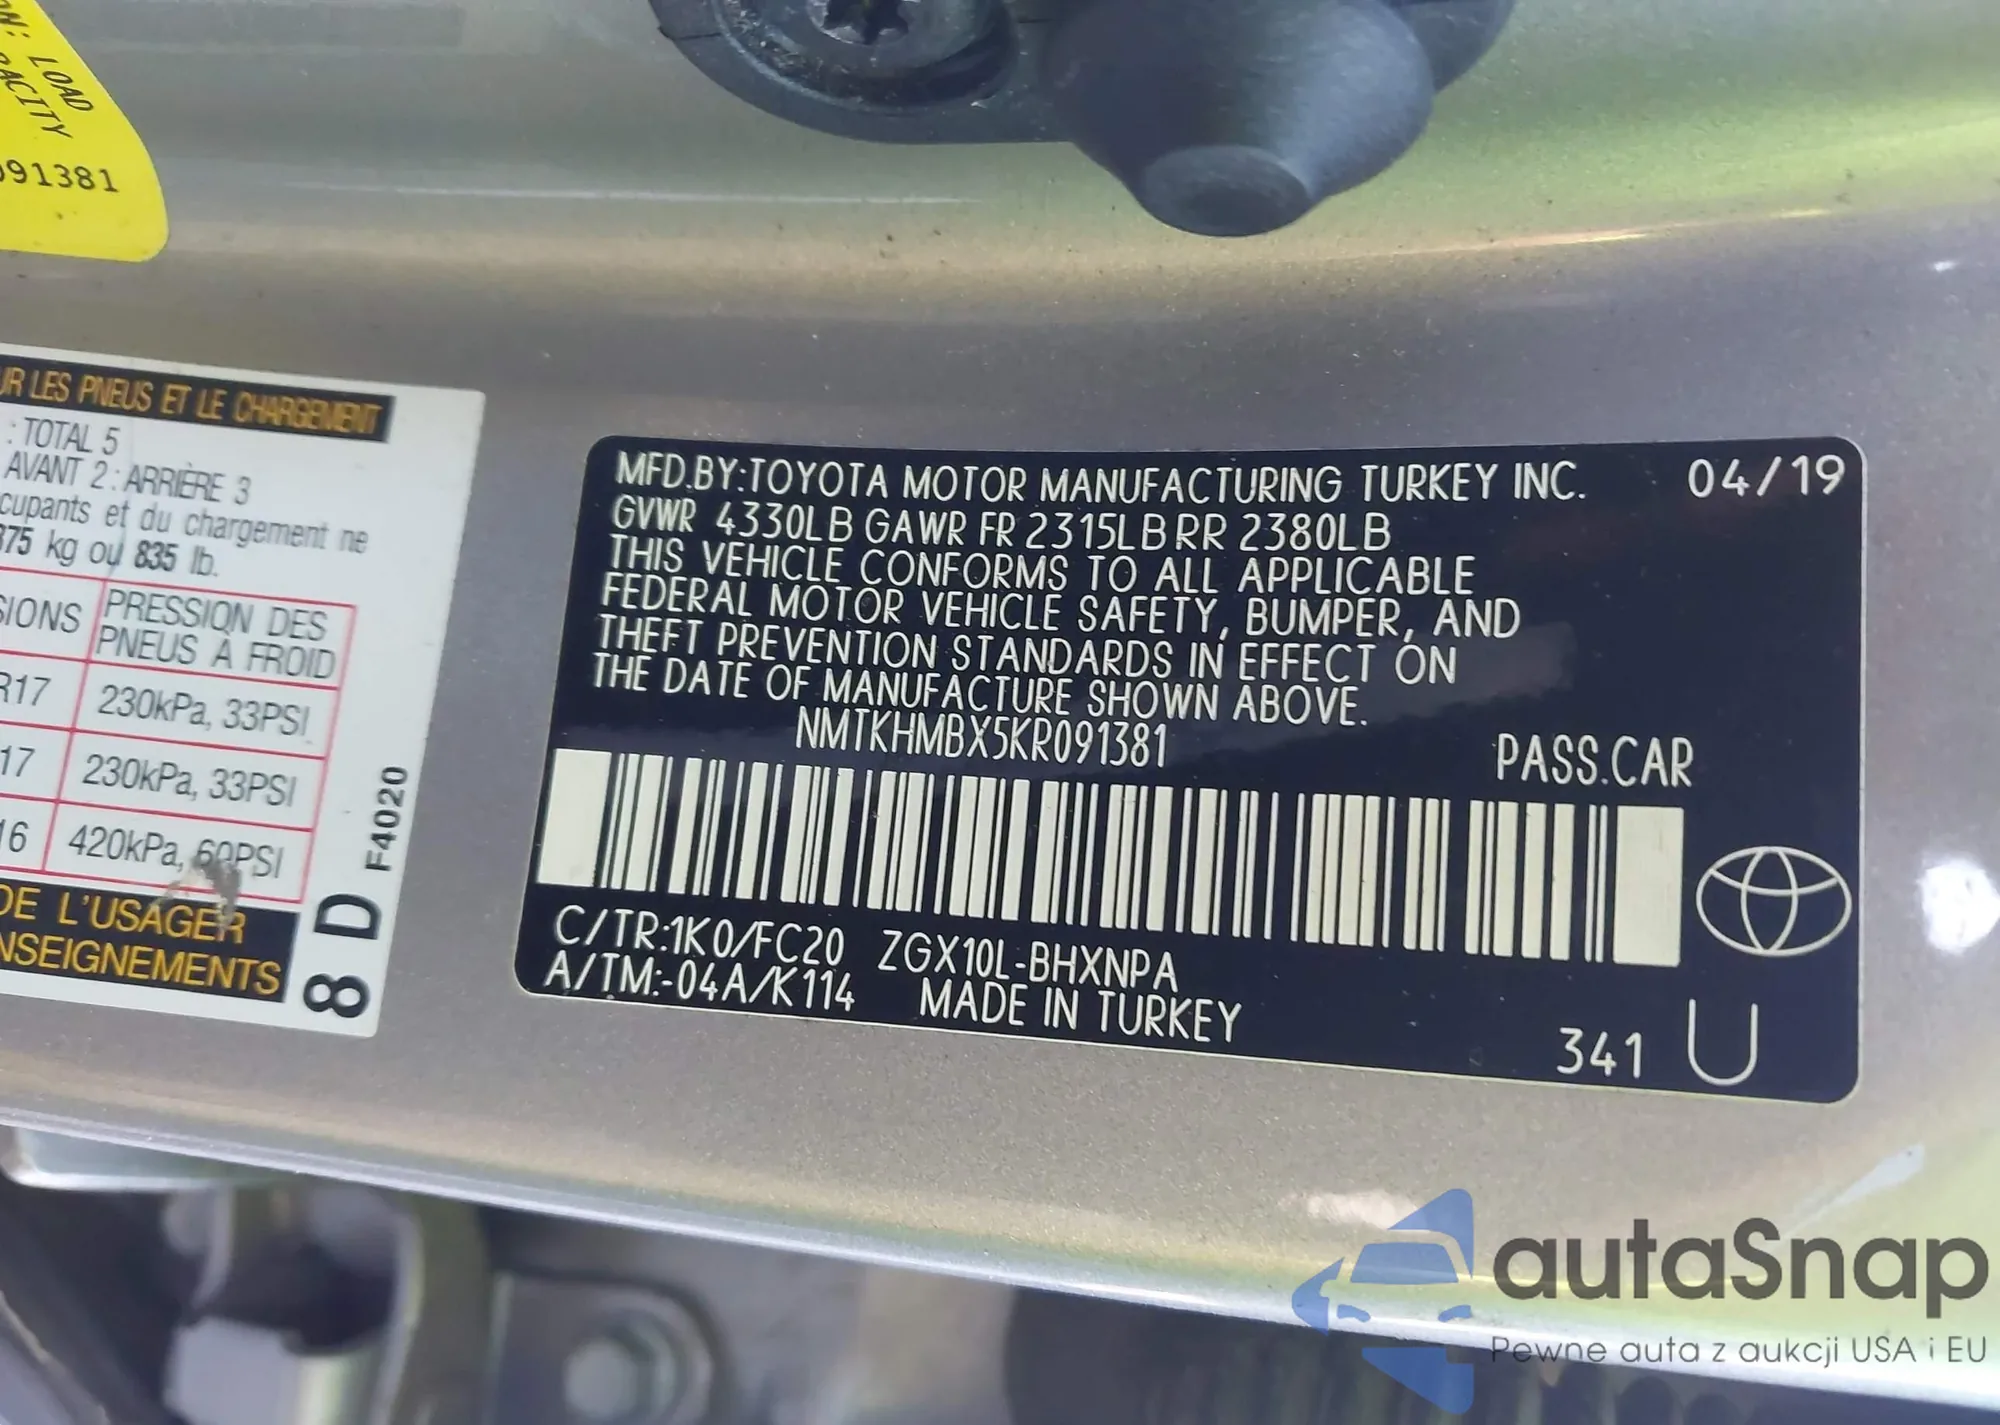 : LOAD
ACITY
091381
UR LES PNEUS ET LE CHARGEMENT
: TOTAL 5
AVANT 2 : ARRIÈRE 3
cupants et du chargement ne
375 kg ou 835 lb.
SIONS PRESSION DES
PNEUS À FROID
R17 230kPa, 33PSI
17 230kPa, 33PSI
16 420kPa, 60PSI
DE L'USAGER
NSEIGNEMENTS
8 D
F4020
MFD.BY:TOYOTA MOTOR MANUFACTURING TURKEY INC. 04/19
GVWR 4330LB GAWR FR 2315LB RR 2380LB
THIS VEHICLE CONFORMS TO ALL APPLICABLE
FEDERAL MOTOR VEHICLE SAFETY, BUMPER, AND
THEFT PREVENTION STANDARDS IN EFFECT ON
THE DATE OF MANUFACTURE SHOWN ABOVE.
NMTKHMBX5KR091381 PASS.CAR
C/TR:1K0/FC20 ZGX10L-BHXNPA
A/TM:-04A/K114 MADE IN TURKEY
341 U
autaSnap
Pewne auta z aukcji USA i EU